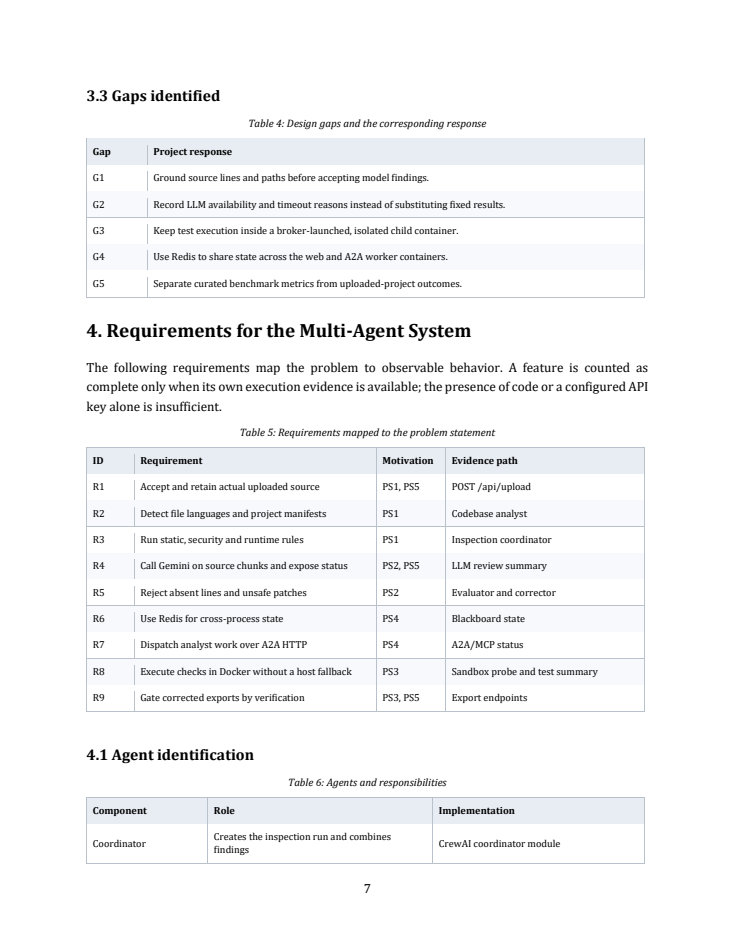 3.3 Gaps identified
Table 4: Design gaps and the corresponding response
Gap Project response
G1 Ground source lines and paths before accepting model findings.
G2 Record LLM availability and timeout reasons instead of substituting fixed results.
G3 Keep test execution inside a broker-launched, isolated child container.
G4 Use Redis to share state across the web and A2A worker containers.
G5 Separate curated benchmark metrics from uploaded-project outcomes.
4. Requirements for the Multi-Agent System
The following requirements map the problem to observable behavior. A feature is counted as
complete only when its own execution evidence is available; the presence of code or a configured API
key alone is insufficient.
Table 5: Requirements mapped to the problem statement
ID Requirement Motivation Evidence path
R1 Accept and retain actual uploaded source PS1, PS5 POST /api/upload
R2 Detect file languages and project manifests PS1 Codebase analyst
R3 Run static, security and runtime rules PS1 Inspection coordinator
R4 Call Gemini on source chunks and expose status PS2, PS5 LLM review summary
R5 Reject absent lines and unsafe patches PS2 Evaluator and corrector
R6 Use Redis for cross-process state PS4 Blackboard state
R7 Dispatch analyst work over A2A HTTP PS4 A2A/MCP status
R8 Execute checks in Docker without a host fallback PS3 Sandbox probe and test summary
R9 Gate corrected exports by verification PS3, PS5 Export endpoints
4.1 Agent identification
Table 6: Agents and responsibilities
Component Role Implementation
Coordinator Creates the inspection run and combines CrewAI coordinator module
findings
7